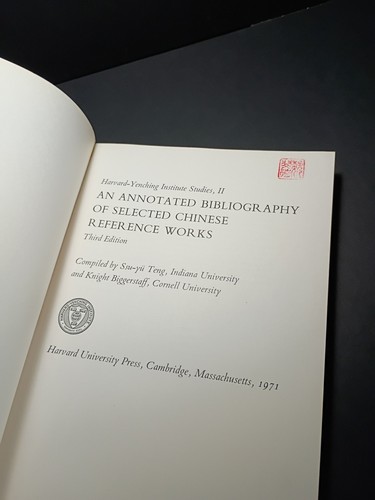 Harvard-Yenching Institute Studies, II
AN ANNOTATED BIBLIOGRAPHY
OF SELECTED CHINESE
REFERENCE WORKS
Third Edition
Compiled by Ssu-yü Teng, Indiana University
and Knight Biggerstaff, Cornell University
Harvard University Press, Cambridge, Massachusetts, 1971